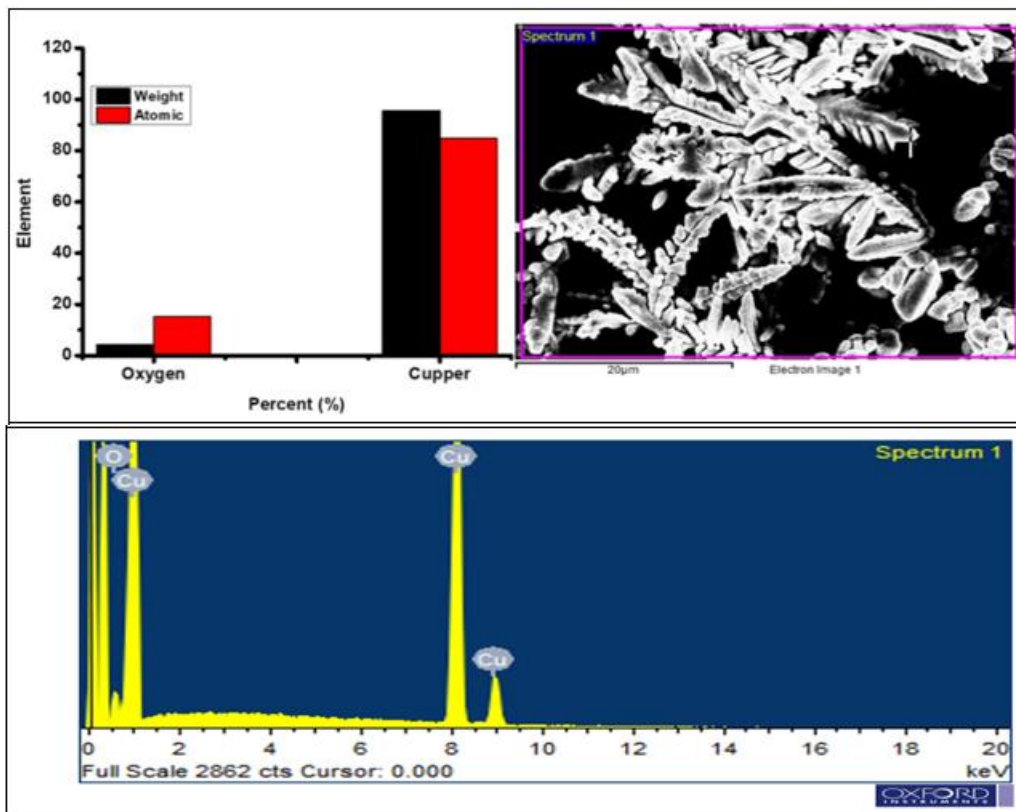 120
100
80
60
40
20
0
Element
Weight
Atomic
Oxygen
Cupper
Percent (%)
Spectrum 1
20µm
Electron Image 1
O
Cu
Cu
Cu
Spectrum 1
0 2 4 6 8 10 12 14 16 18 20
Full Scale 2862 cts Cursor: 0.000 keV
OXFORD
INSTRUMENTS